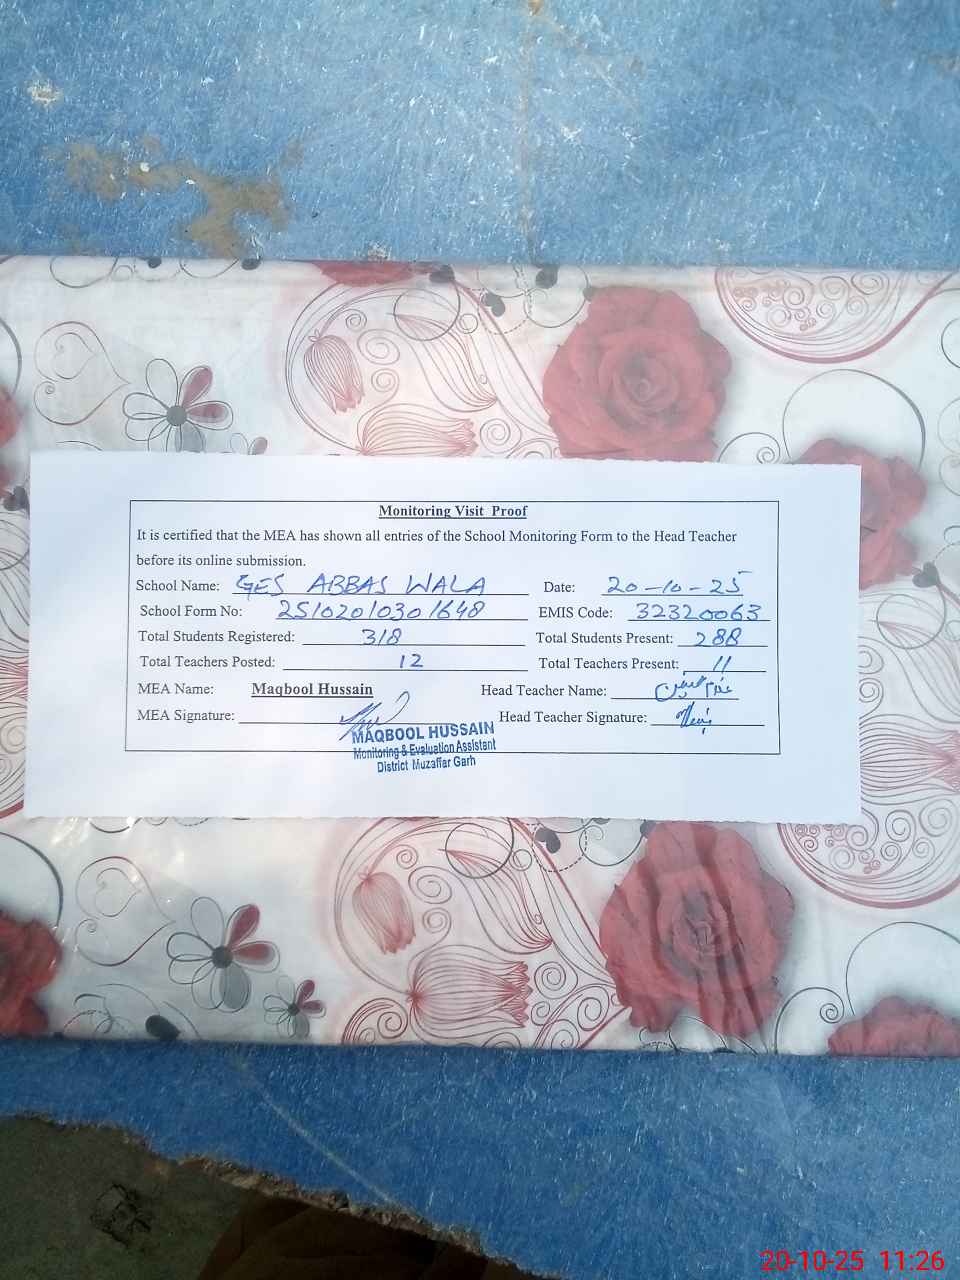 Monitoring Visit Proof
It is certified that the MEA has shown all entries of the School Monitoring Form to the Head Teacher
before its online submission.
School Name: GES ABBAS WALA Date: 20-10-25
School Form No: 2510201030 1648 EMIS Code: 32320063
Total Students Registered: 318 Total Students Present: 288
Total Teachers Posted: 12 Total Teachers Present: 11
MEA Name: Maqbool Hussain Head Teacher Name:
MEA Signature: Head Teacher Signature:
MAQBOOL HUSSAIN
Monitoring & Evaluation Assistant
District Muzaffar Garh
20-10-25 11:26